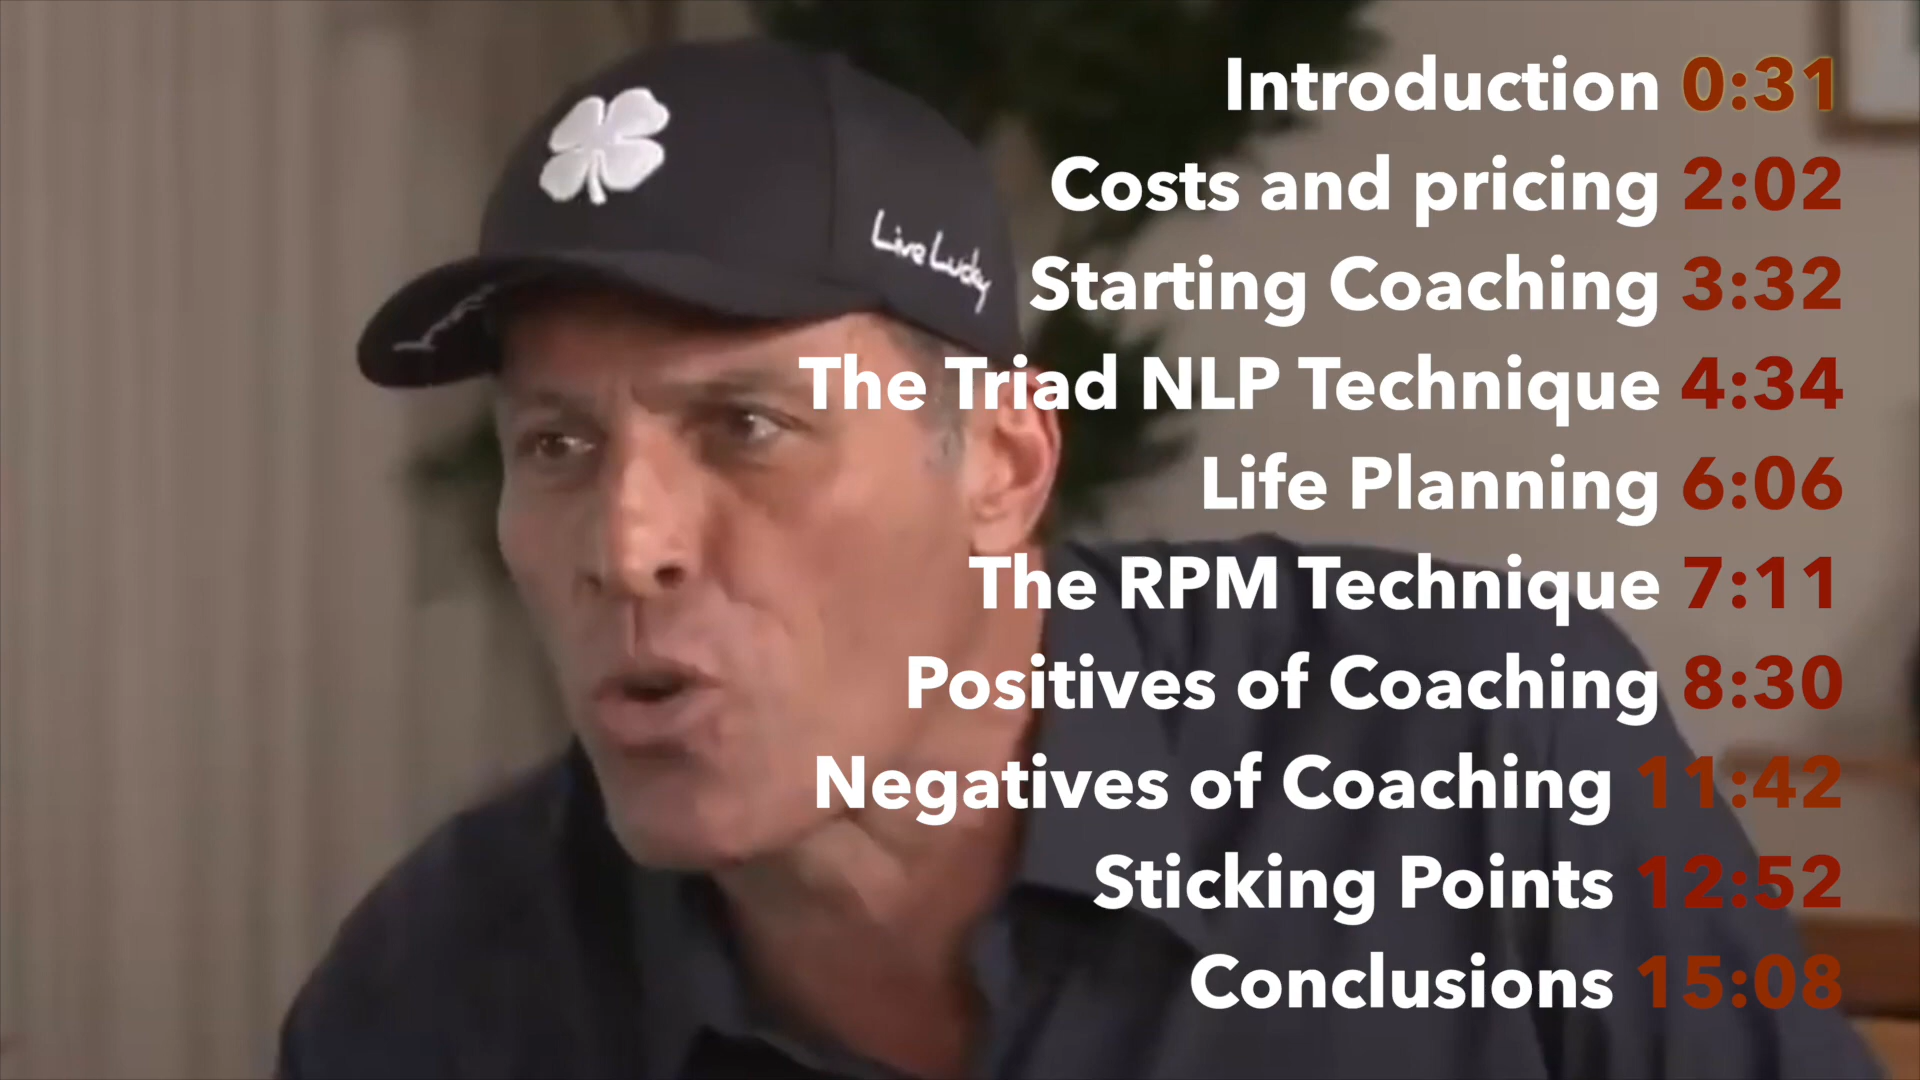 Live Lucky
Introduction 0:31
Costs and pricing 2:02
Starting Coaching 3:32
The Triad NLP Technique 4:34
Life Planning 6:06
The RPM Technique 7:11
Positives of Coaching 8:30
Negatives of Coaching 11:42
Sticking Points 12:52
Conclusions 15:08